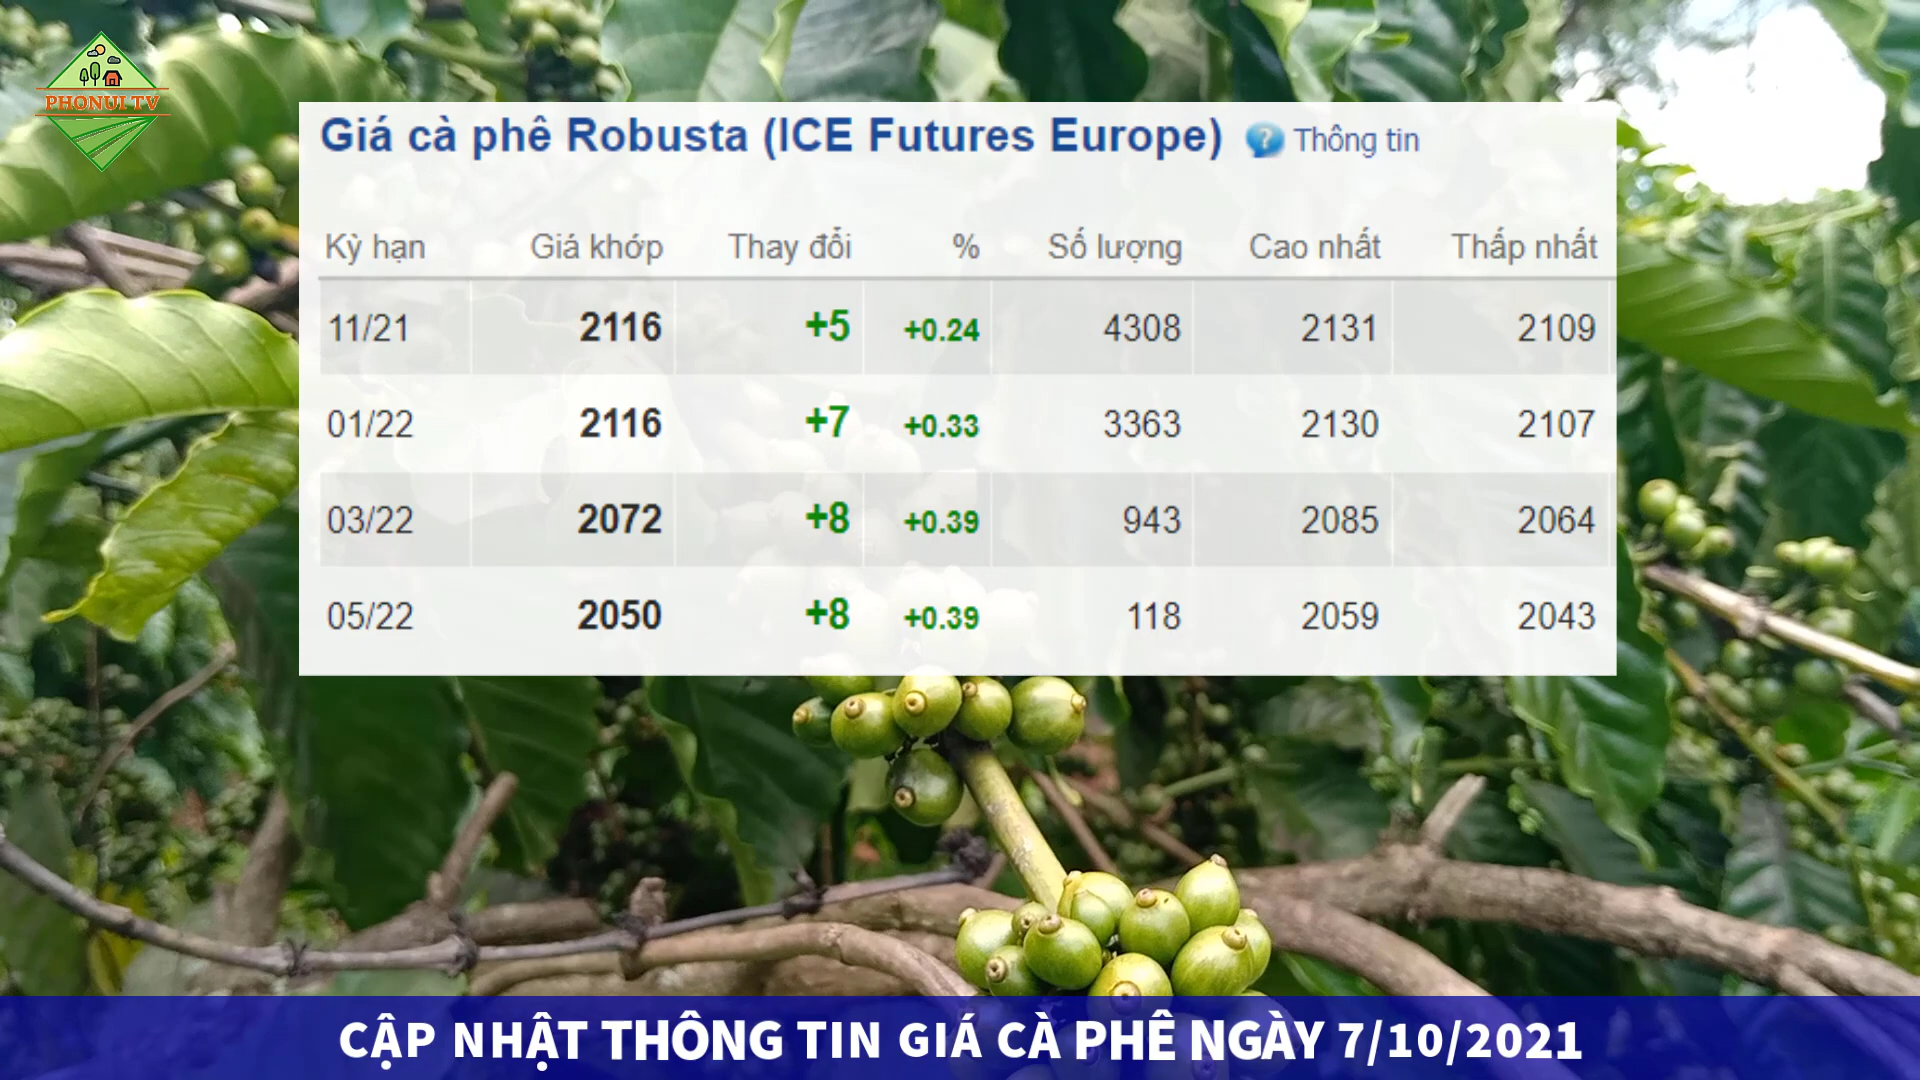 PHONUI TV
Giá cà phê Robusta (ICE Futures Europe) ? Thông tin
Kỳ hạn Giá khớp Thay đổi % Số lượng Cao nhất Thấp nhất
11/21 2116 +5 +0.24 4308 2131 2109
01/22 2116 +7 +0.33 3363 2130 2107
03/22 2072 +8 +0.39 943 2085 2064
05/22 2050 +8 +0.39 118 2059 2043
CẬP NHẬT THÔNG TIN GIÁ CÀ PHÊ NGÀY 7/10/2021